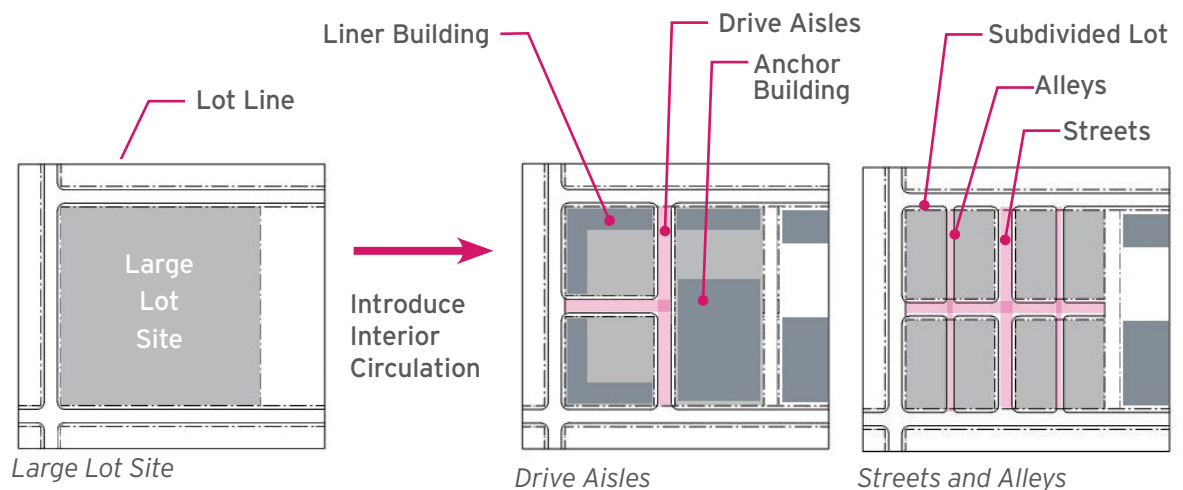 Liner Building
Drive Aisles
Subdivided Lot
Anchor
Building
Alleys
Lot Line
Streets
Large
Lot
Site
Introduce
Interior
Circulation
Large Lot Site
Drive Aisles
Streets and Alleys